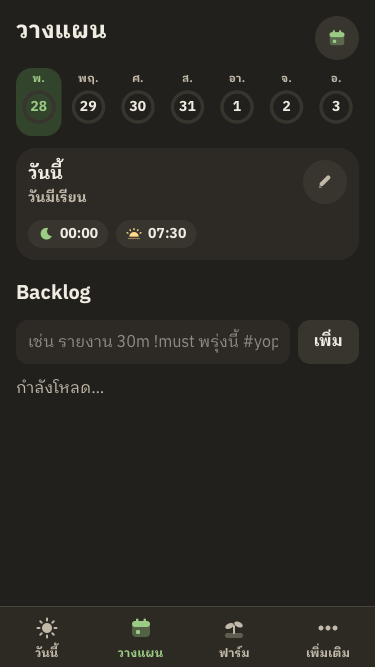 วางแผน
พ. พฤ. ศ. ส. อา. จ. อ.
28 29 30 31 1 2 3
วันนี้
วันมีเรียน
00:00 07:30
Backlog
เช่น รายงาน 30m !must พรุ่งนี้ #yop เพิ่ม
กำลังโหลด...
วันนี้ วางแผน ฟาร์ม เพิ่มเติม